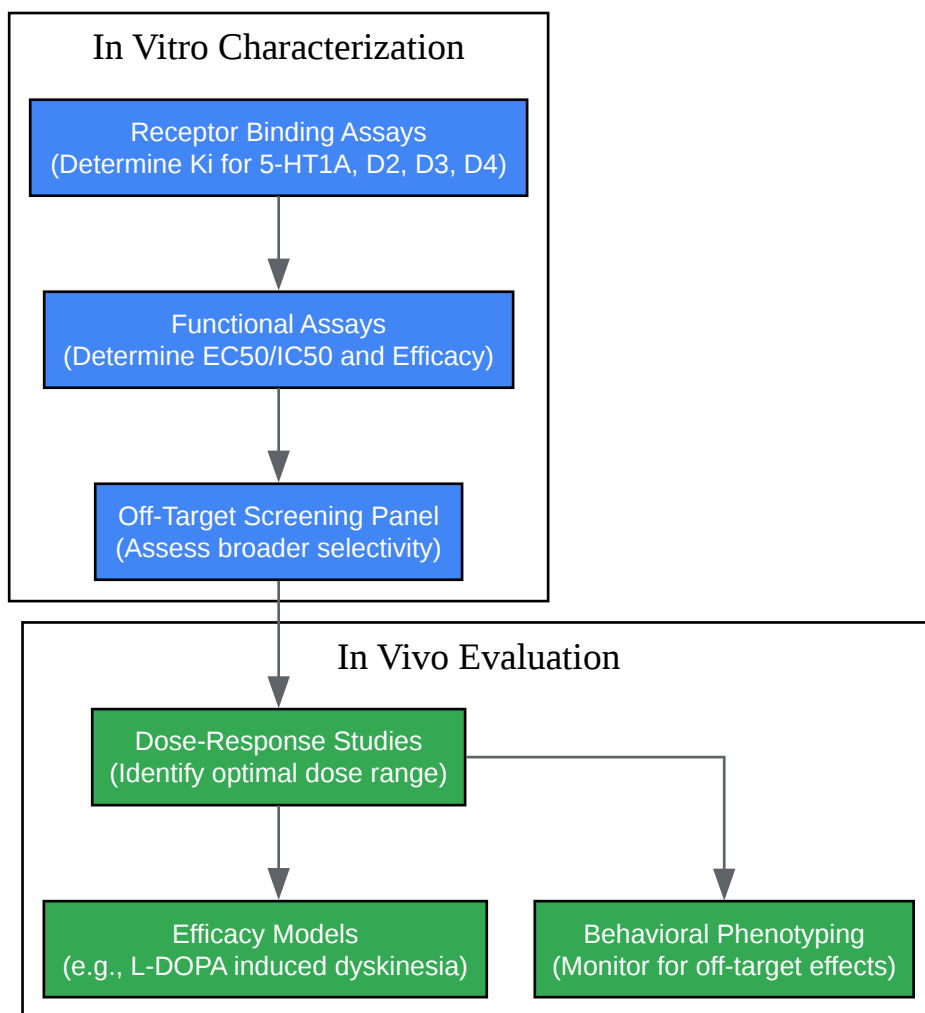 In Vitro Characterization
Receptor Binding Assays
(Determine Ki for 5-HT1A, D2, D3, D4)
Functional Assays
(Determine EC50/IC50 and Efficacy)
Off-Target Screening Panel
(Assess broader selectivity)
In Vivo Evaluation
Dose-Response Studies
(Identify optimal dose range)
Efficacy Models
(e.g., L-DOPA induced dyskinesia)
Behavioral Phenotyping
(Monitor for off-target effects)